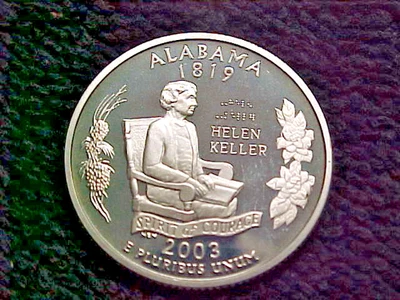 ALABAMA
1819
HELEN
KELLER
SPIRIT OF COURAGE
2003
E PLURIBUS UNUM